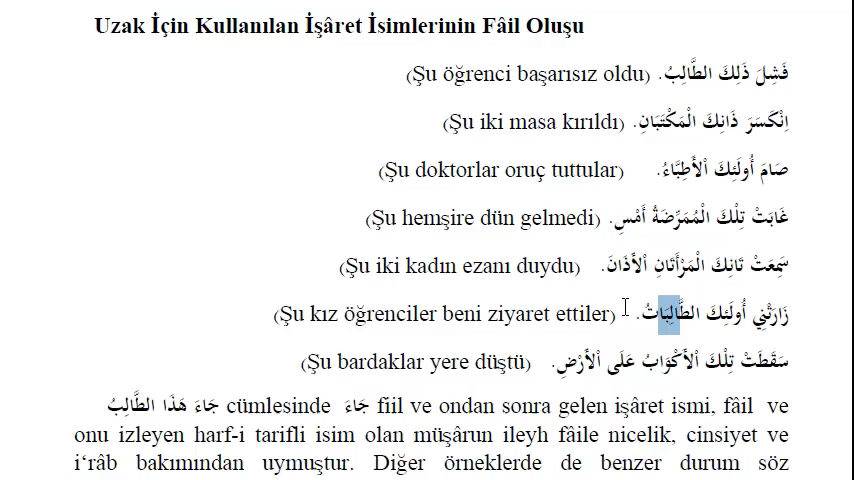 Uzak İçin Kullanılan İşâret İsimlerinin Fâil Oluşu
فَشِلَ ذَلِكَ الطَّالِبُ. (Şu öğrenci başarısız oldu)
اِنْكَسَرَ ذَانِكَ الْمَكْتَبَانِ. (Şu iki masa kırıldı)
صَامَ أُولَئِكَ اْلأَطِبَّاءُ. (Şu doktorlar oruç tuttular)
غَابَتْ تِلْكَ الْمُمَرِّضَةُ أَمْسِ. (Şu hemşire dün gelmedi)
سَمِعَتْ تَانِكَ الْمَرْأَتَانِ اْلأَذَانَ. (Şu iki kadın ezanı duydu)
زَارَتْنِي أُولَئِكَ الطَّالِبَاتُ. (Şu kız öğrenciler beni ziyaret ettiler)
سَقَطَتْ تِلْكَ اْلأَكْوَابُ عَلَى اْلأَرْضِ. (Şu bardaklar yere düştü)
جَاءَ هَذَا الطَّالِبُ cümlesinde جَاءَ fiil ve ondan sonra gelen işâret ismi, fâil ve
onu izleyen harf-i tarifli isim olan müşârun ileyh fâile nicelik, cinsiyet ve
i‘râb bakımından uymuştur. Diğer örneklerde de benzer durum söz